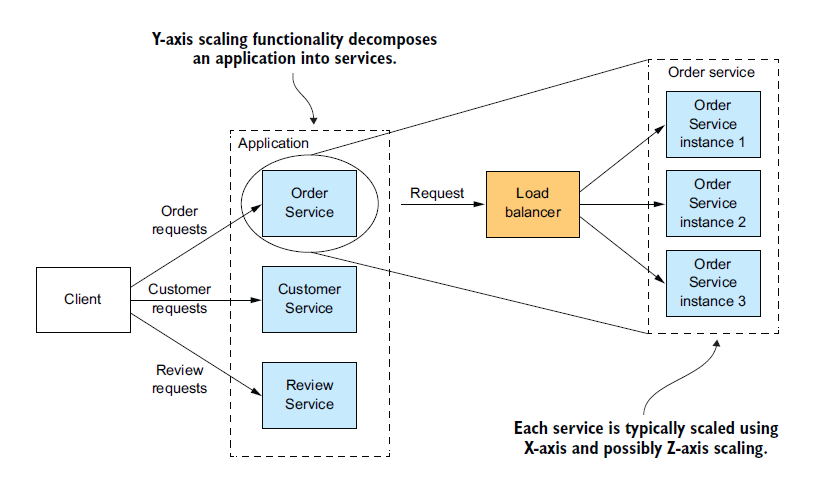 Y-axis scaling functionality decomposes
an application into services.
Application
Order
Service
Customer
Service
Review
Service
Client
Order
requests
Customer
requests
Review
requests
Request
Load
balancer
Order service
Order
Service
instance 1
Order
Service
instance 2
Order
Service
instance 3
Each service is typically scaled using
X-axis and possibly Z-axis scaling.